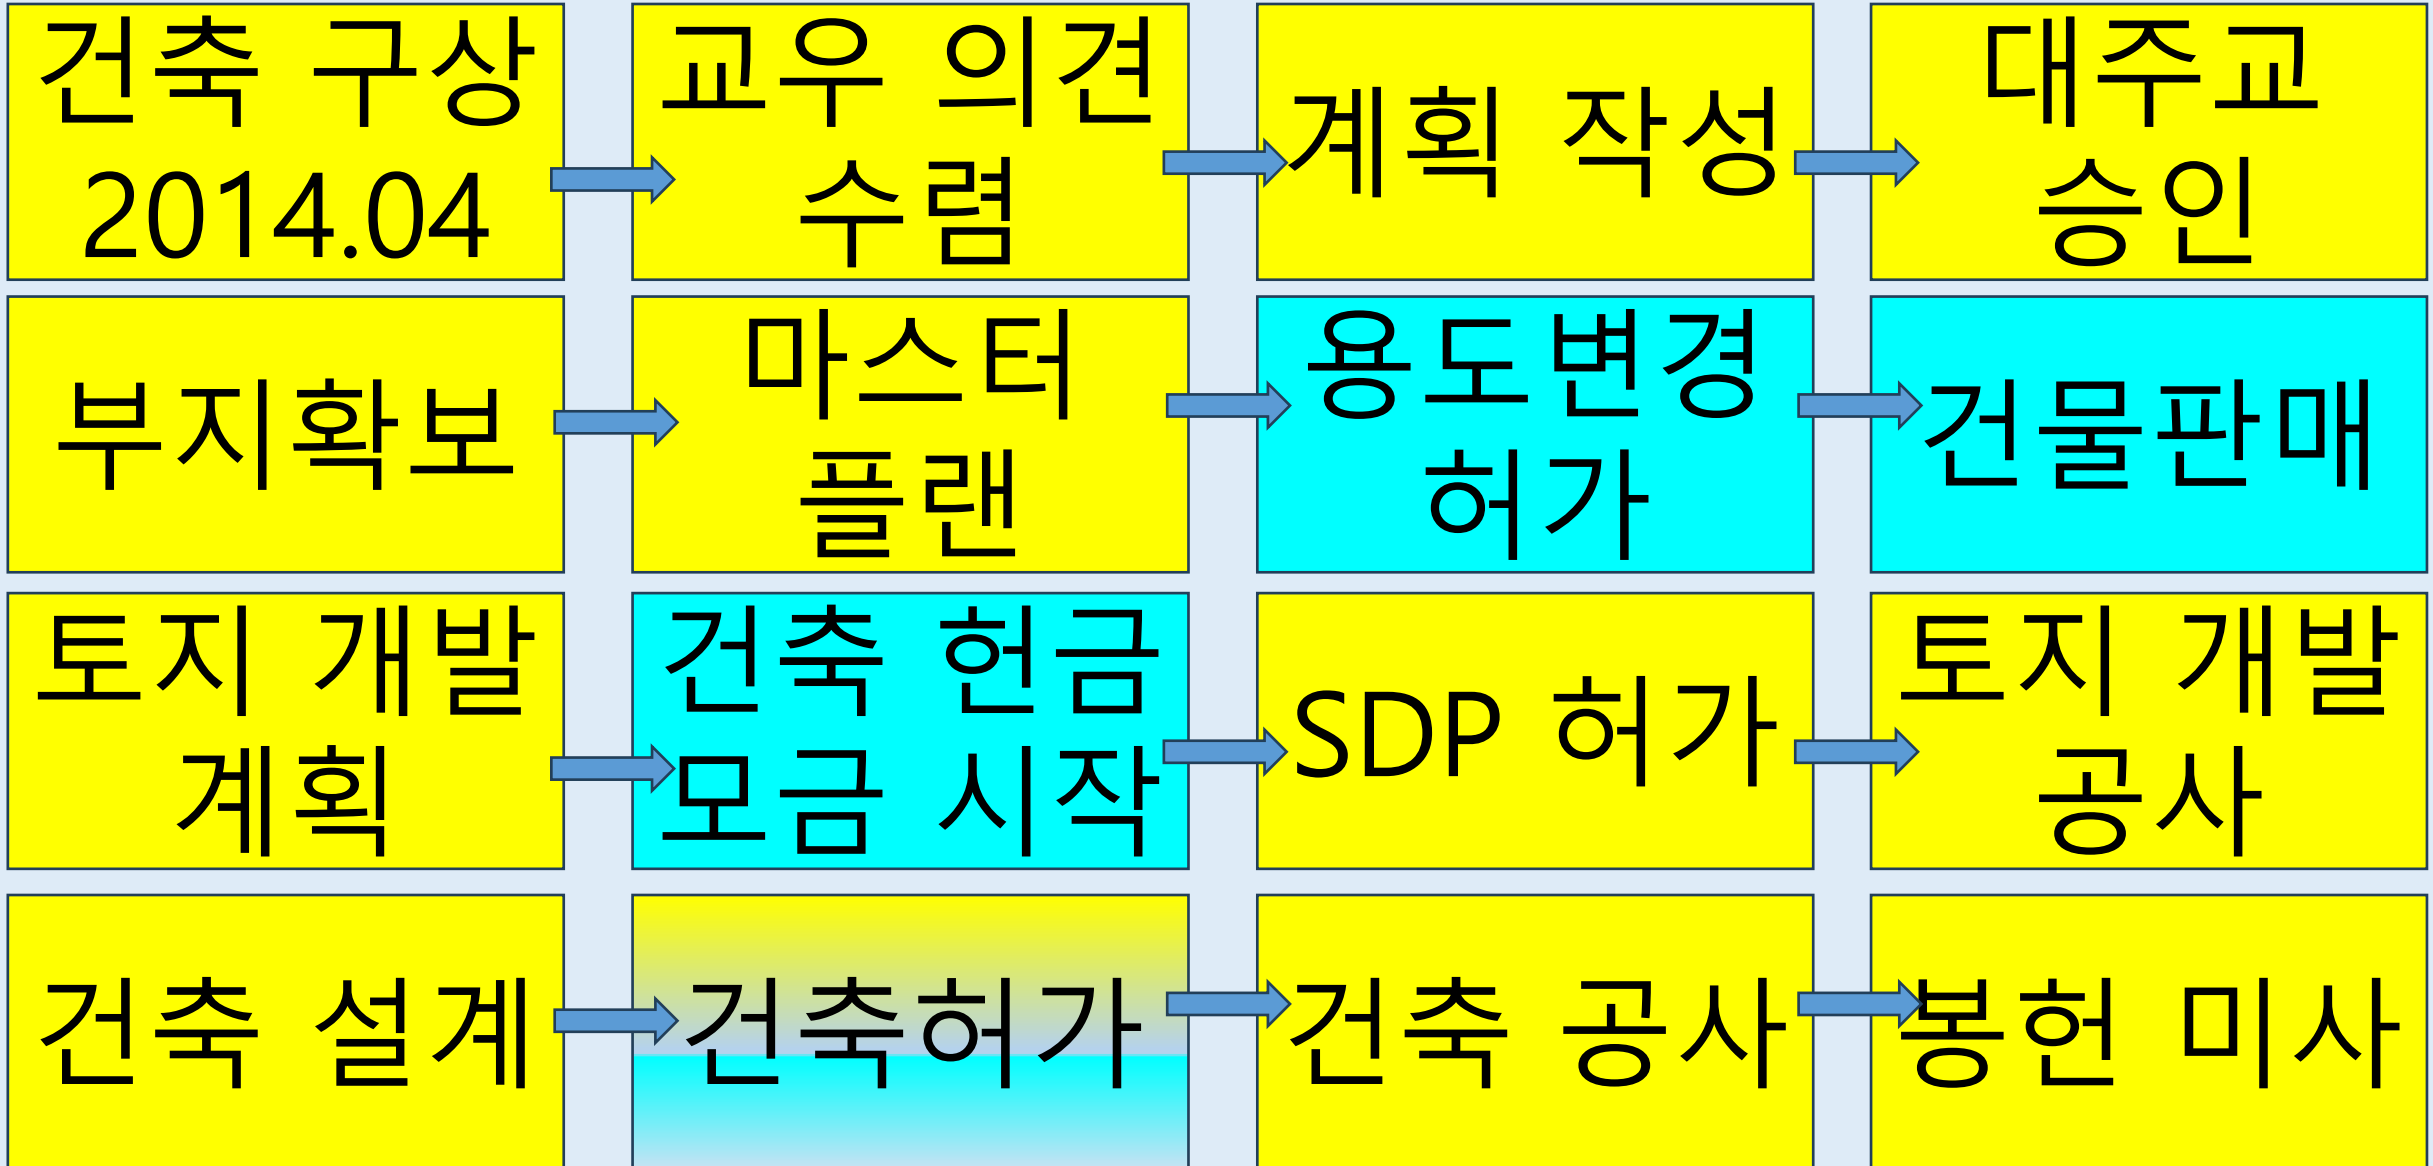 건축 구상
2014.04
교우 의견
수렴
계획 작성
대주교
승인
부지확보
마스터
플랜
용도변경
허가
건물판매
토지 개발
계획
건축 헌금
모금 시작
SDP 허가
토지 개발
공사
건축 설계
건축허가
건축 공사
봉헌 미사